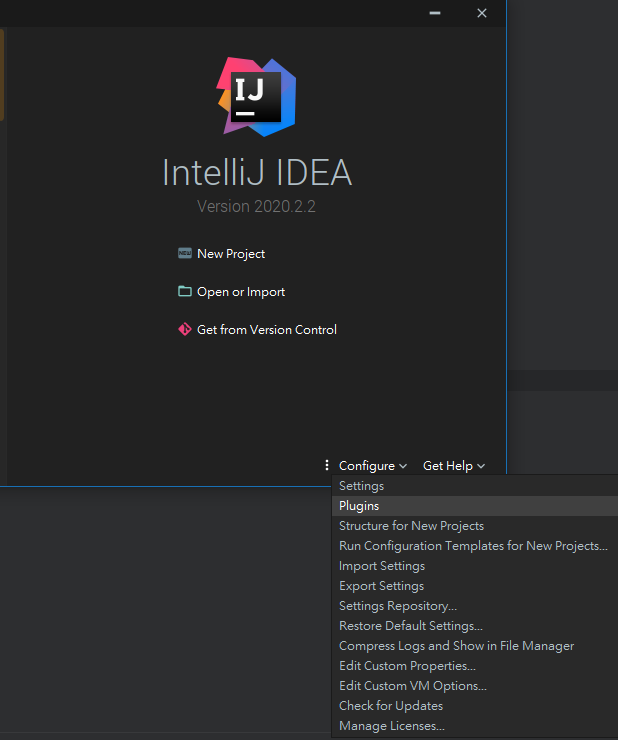 IJ
IntelliJ IDEA
Version 2020.2.2
NEW New Project
Open or Import
Get from Version Control
Configure Get Help
Settings
Plugins
Structure for New Projects
Run Configuration Templates for New Projects...
Import Settings
Export Settings
Settings Repository...
Restore Default Settings...
Compress Logs and Show in File Manager
Edit Custom Properties...
Edit Custom VM Options...
Check for Updates
Manage Licenses...